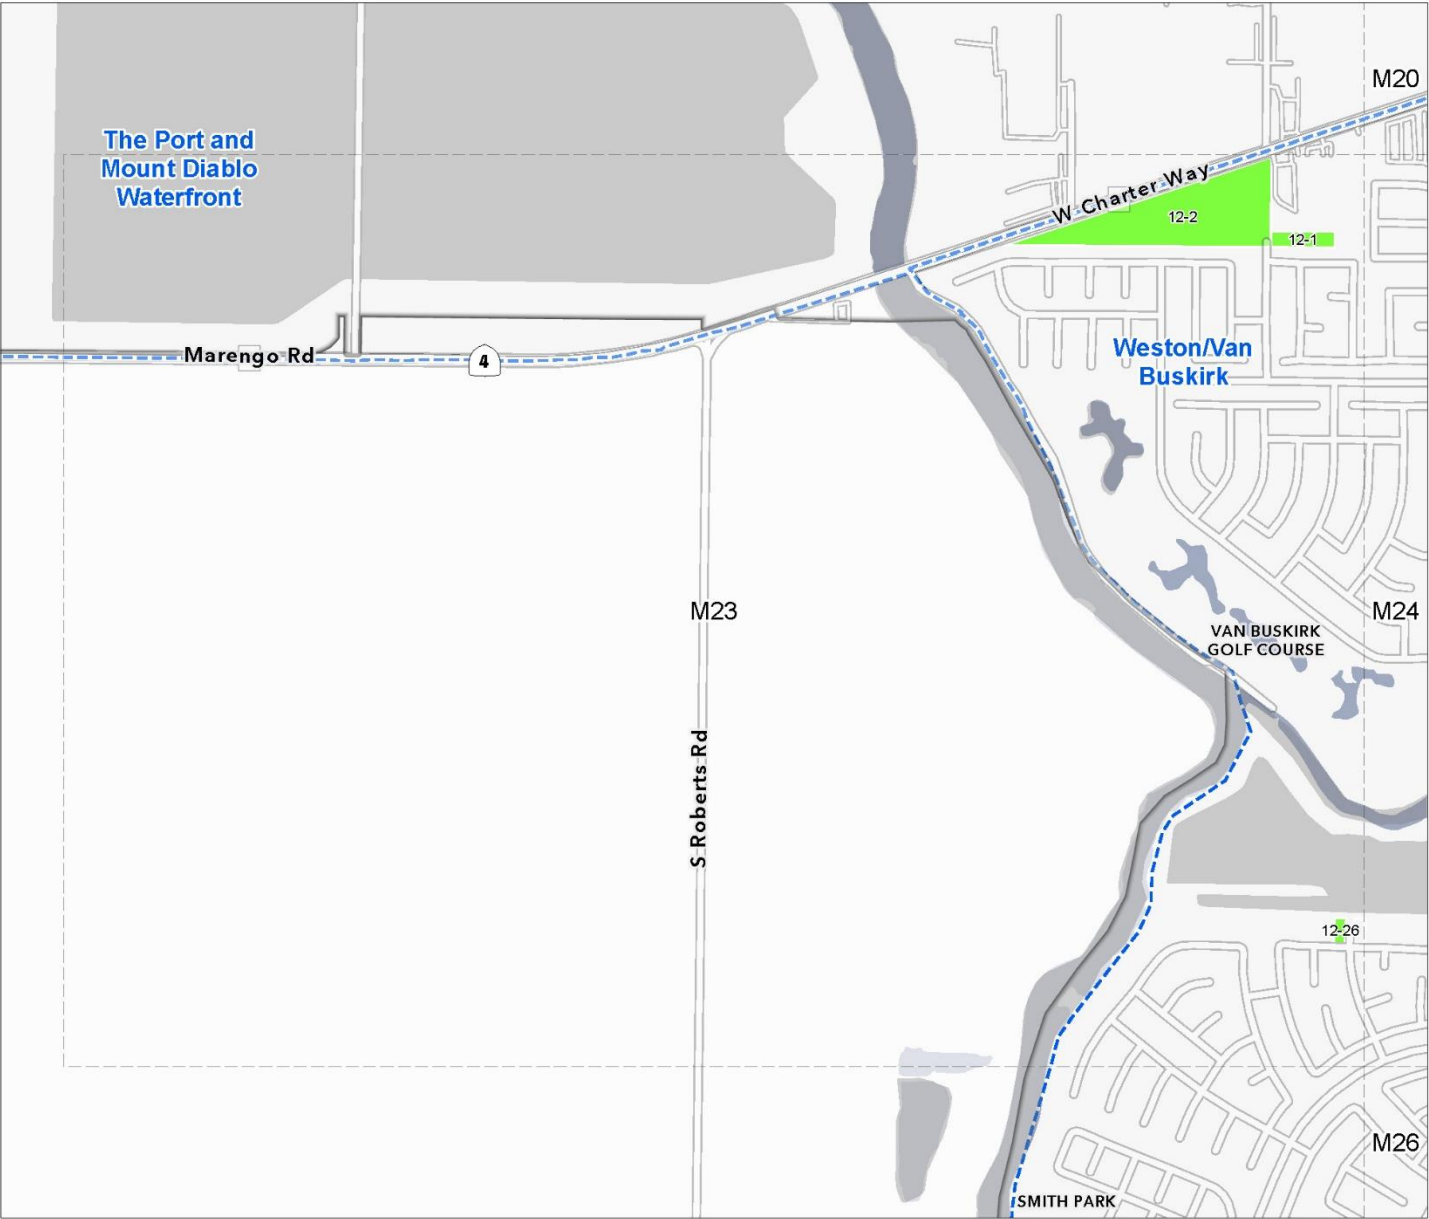 M20
The Port and
Mount Diablo
Waterfront
W Charter Way
12-2
12-1
Marengo Rd
4
Weston/Van
Buskirk
M23
M24
VAN BUSKIRK
GOLF COURSE
S Roberts Rd
12-26
M26
SMITH PARK